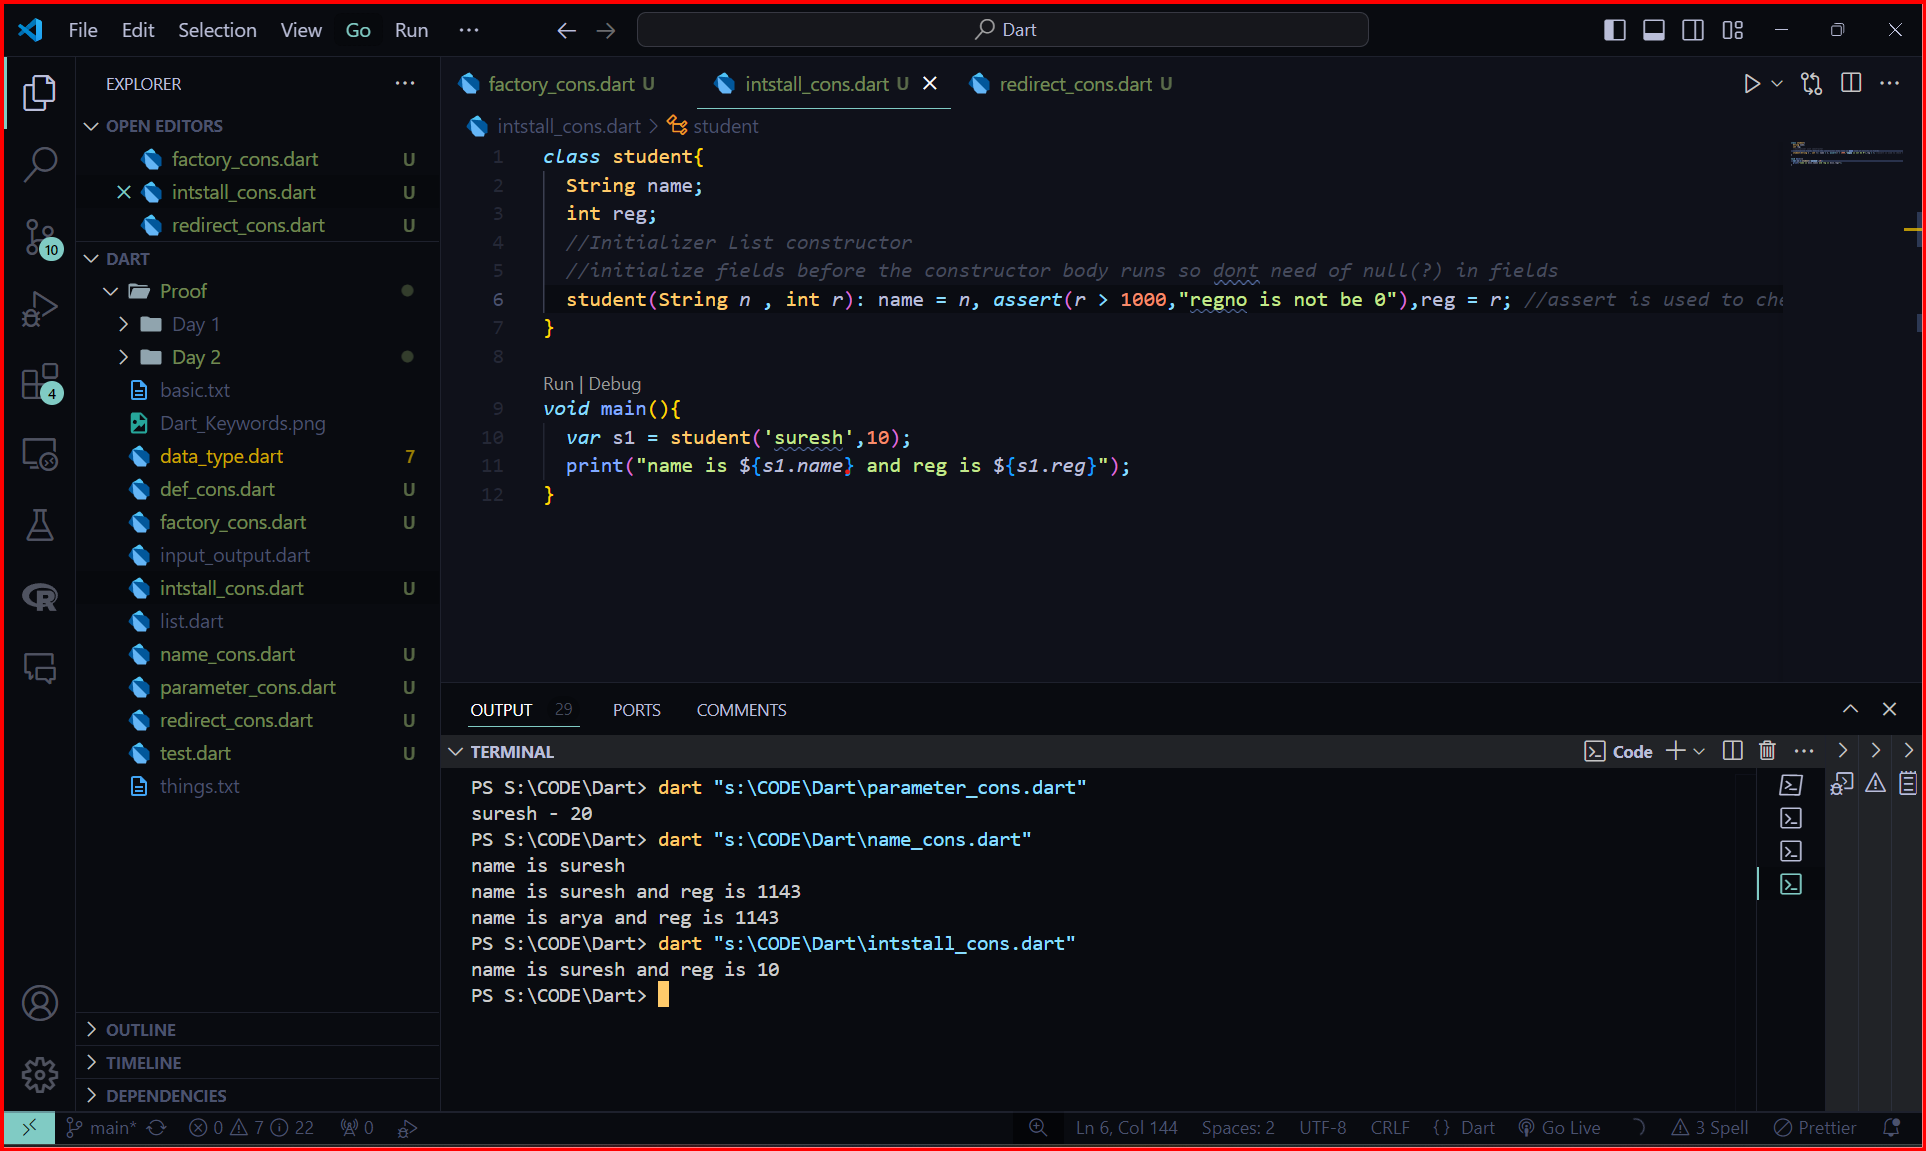 File Edit Selection View Go Run ···
Dart
EXPLORER
OPEN EDITORS
factory_cons.dart U
intstall_cons.dart U
redirect_cons.dart U
10
DART
Proof
Day 1
Day 2
4
basic.txt
Dart_Keywords.png
data_type.dart 7
def_cons.dart U
factory_cons.dart U
input_output.dart
intstall_cons.dart U
list.dart
name_cons.dart U
parameter_cons.dart U
redirect_cons.dart U
test.dart U
things.txt
OUTLINE
TIMELINE
DEPENDENCIES
factory_cons.dart U intstall_cons.dart U redirect_cons.dart U
intstall_cons.dart > student
1 class student{
2 String name;
3 int reg;
4 //Initializer List constructor
5 //initialize fields before the constructor body runs so dont need of null(?) in fields
6 student(String n , int r): name = n, assert(r > 1000,"regno is not be 0"),reg = r; //assert is used to che
7 }
8
Run | Debug
9 void main(){
10 var s1 = student('suresh',10);
11 print("name is ${s1.name} and reg is ${s1.reg}");
12 }
OUTPUT 29 PORTS COMMENTS
TERMINAL
Code
PS S:\CODE\Dart> dart "s:\CODE\Dart\parameter_cons.dart"
suresh - 20
PS S:\CODE\Dart> dart "s:\CODE\Dart\name_cons.dart"
name is suresh
name is suresh and reg is 1143
name is arya and reg is 1143
PS S:\CODE\Dart> dart "s:\CODE\Dart\intstall_cons.dart"
name is suresh and reg is 10
PS S:\CODE\Dart>
main* 0 7 22 0 Ln 6, Col 144 Spaces: 2 UTF-8 CRLF {} Dart Go Live 3 Spell Prettier